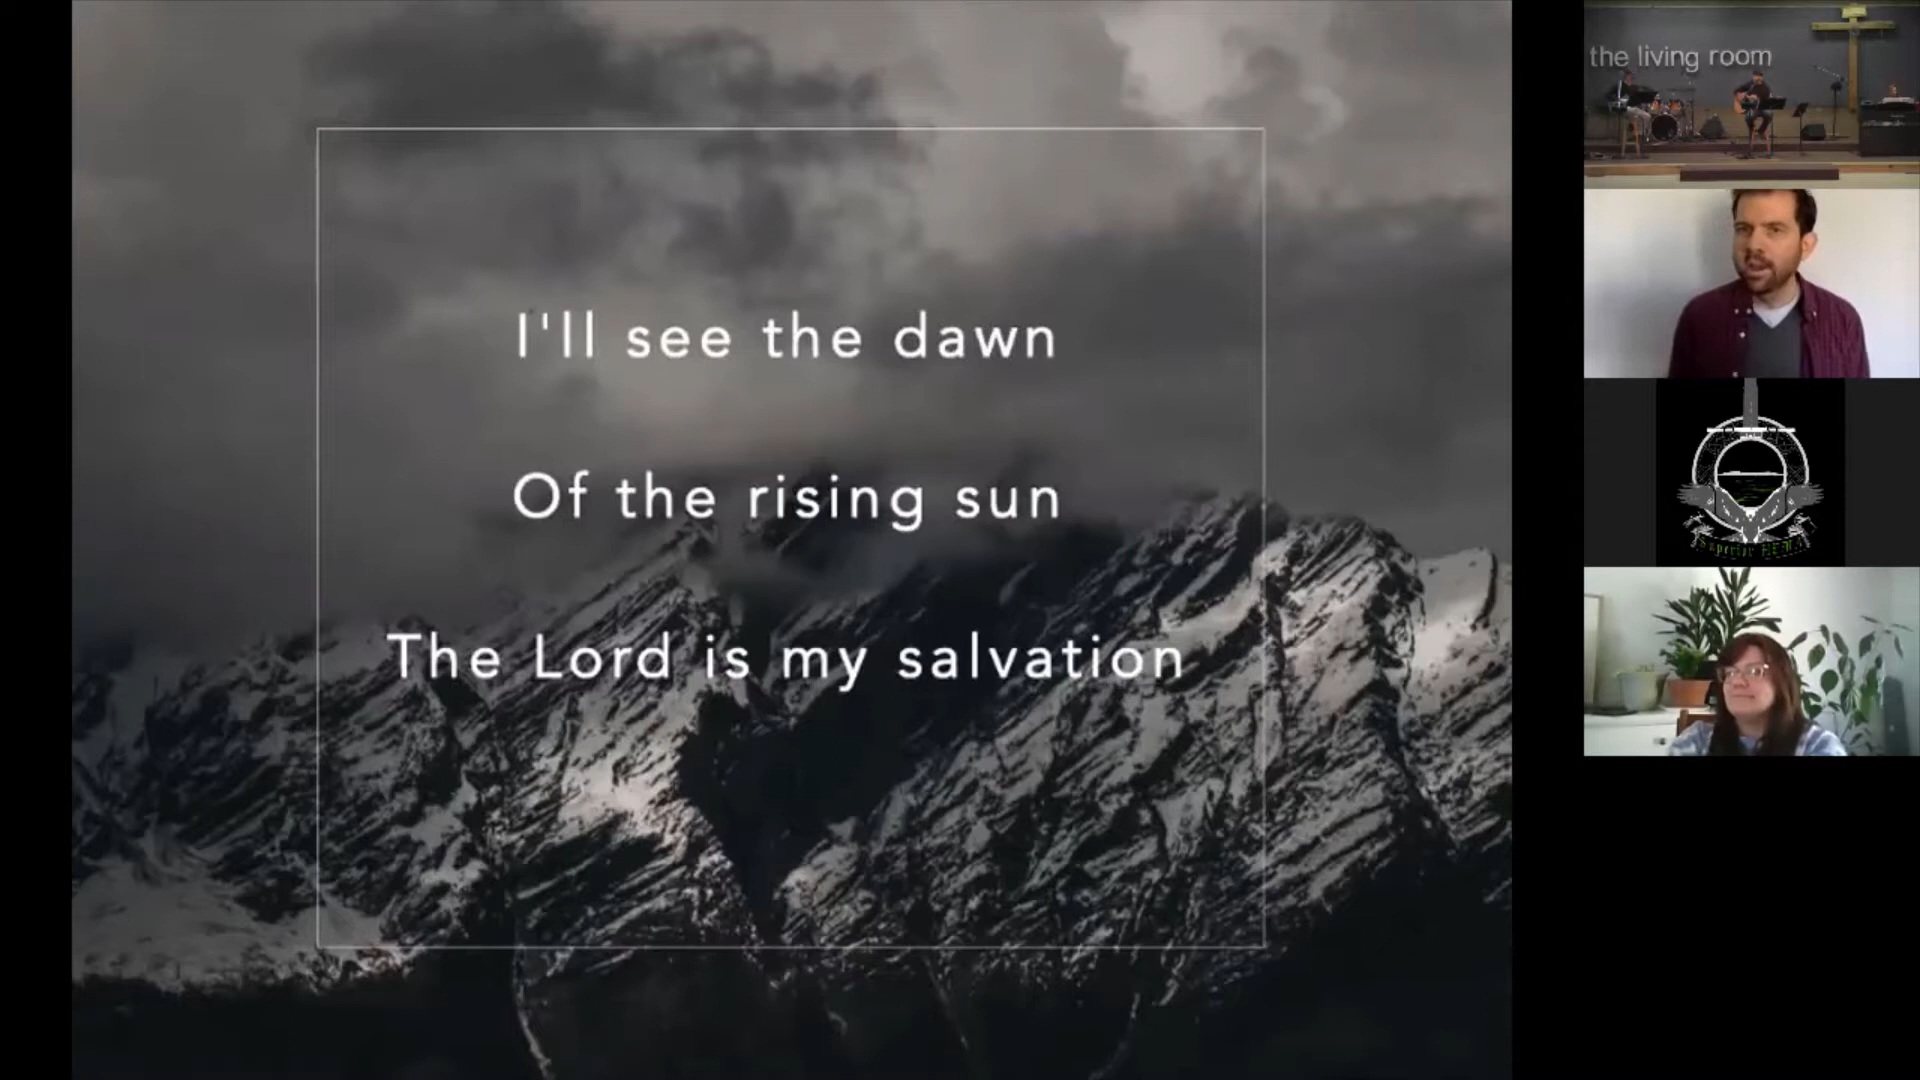 I'll see the dawn
Of the rising sun
The Lord is my salvation
the living room